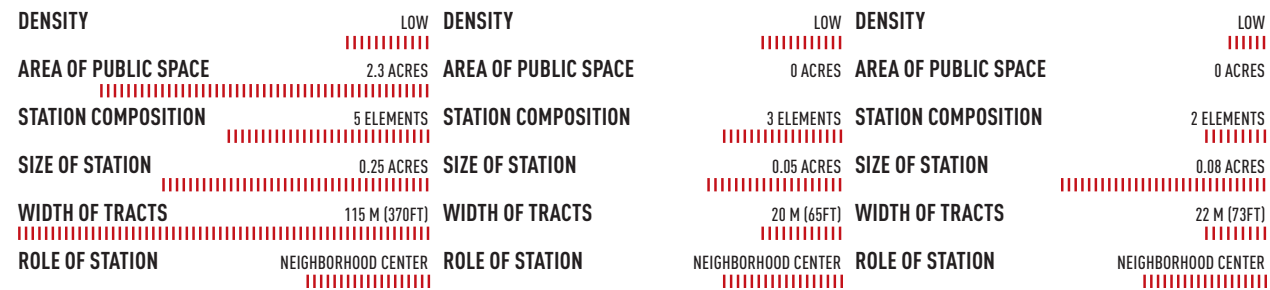 DENSITY LOW
AREA OF PUBLIC SPACE 2.3 ACRES
STATION COMPOSITION 5 ELEMENTS
SIZE OF STATION 0.25 ACRES
WIDTH OF TRACTS 115 M (370FT)
ROLE OF STATION NEIGHBORHOOD CENTER
DENSITY LOW
AREA OF PUBLIC SPACE 0 ACRES
STATION COMPOSITION 3 ELEMENTS
SIZE OF STATION 0.05 ACRES
WIDTH OF TRACTS 20 M (65FT)
ROLE OF STATION NEIGHBORHOOD CENTER
DENSITY LOW
AREA OF PUBLIC SPACE 0 ACRES
STATION COMPOSITION 2 ELEMENTS
SIZE OF STATION 0.08 ACRES
WIDTH OF TRACTS 22 M (73FT)
ROLE OF STATION NEIGHBORHOOD CENTER